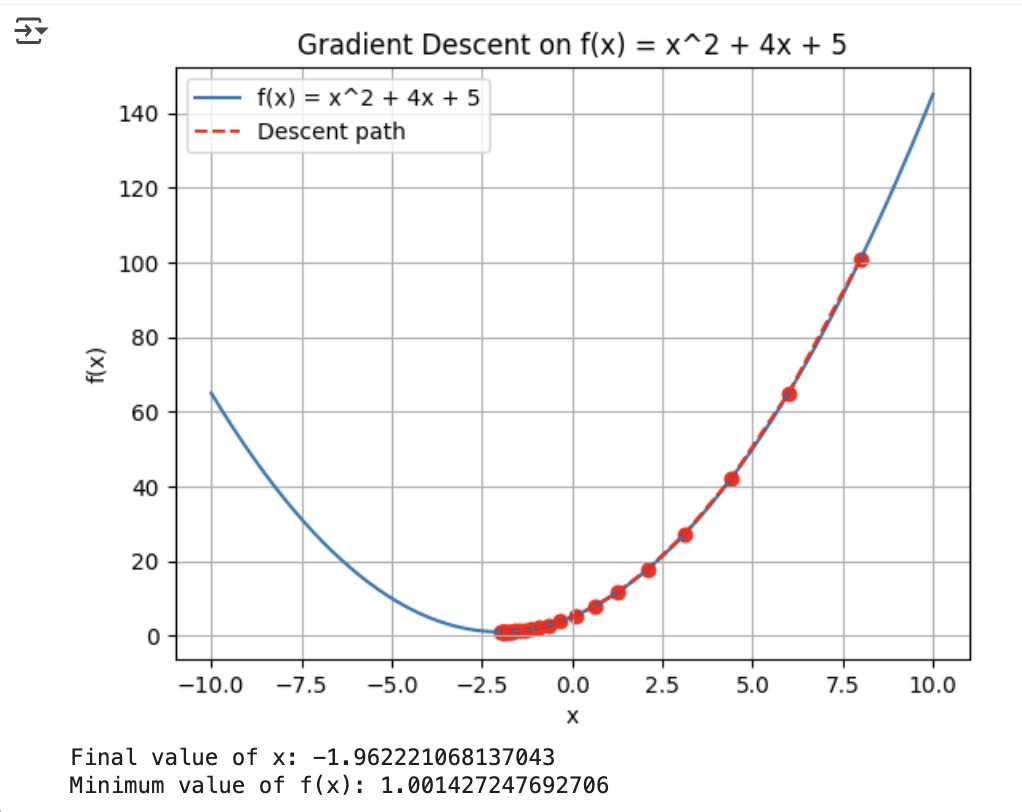 Gradient Descent on f(x) = x^2 + 4x + 5
f(x) = x^2 + 4x + 5
Descent path
140
120
100
80
60
40
20
0
f(x)
−10.0 −7.5 −5.0 −2.5 0.0 2.5 5.0 7.5 10.0
x
Final value of x: -1.962221068137043
Minimum value of f(x): 1.001427247692706